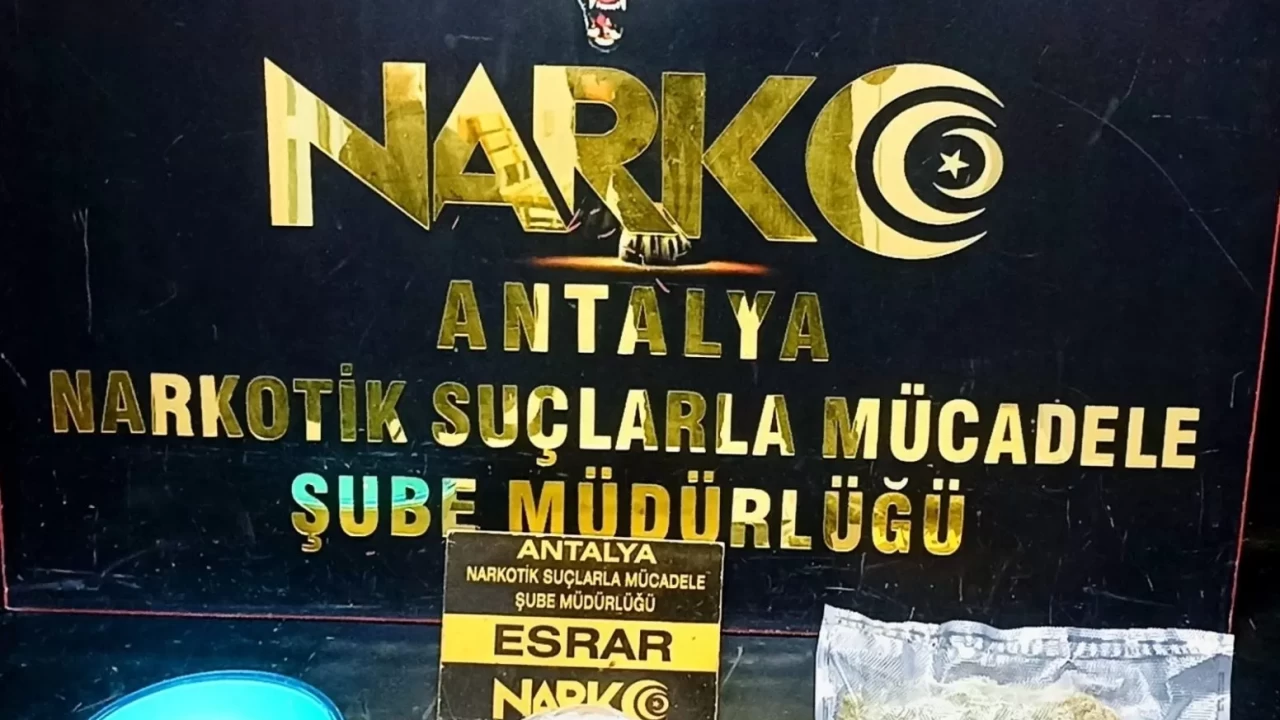 NARKO
ANTALYA
NARKOTİK SUÇLARLA MÜCADELE
ŞUBE MÜDÜRLÜĞÜ
ANTALYA
NARKOTİK SUÇLARLA MÜCADELE
ŞUBE MÜDÜRLÜĞÜ
ESRAR
NARKO